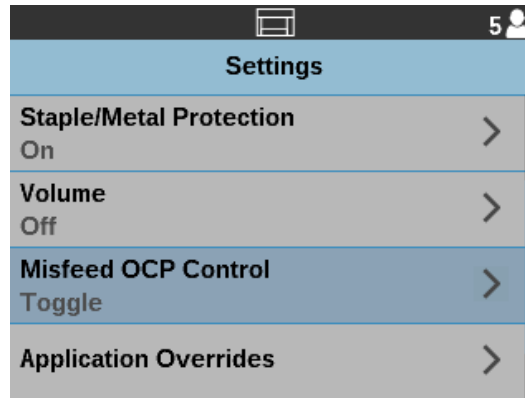 5
Settings
Staple/Metal Protection
On
Volume
Off
Misfeed OCP Control
Toggle
Application Overrides